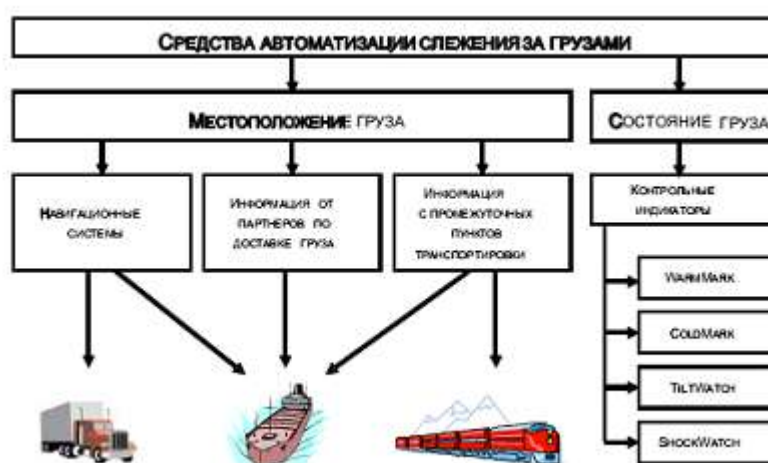 СРЕДСТВА АВТОМАТИЗАЦИИ СЛЕЖЕНИЯ ЗА ГРУЗАМИ
МЕСТОПОЛОЖЕНИЕ ГРУЗА
СОСТОЯНИЕ ГРУЗА
НАВИГАЦИОННЫЕ
СИСТЕМЫ
ИНФОРМАЦИЯ ОТ
ПАРТНЕРОВ ПО
ДОСТАВКЕ ГРУЗА
ИНФОРМАЦИЯ
С ПРОМЕЖУТОЧНЫХ
ПУНКТОВ
ТРАНСПОРТИРОВКИ
КОНТРОЛЬНЫЕ
ИНДИКАТОРЫ
WARMMARK
COLDMARK
TILTWATCH
SHOCKWATCH